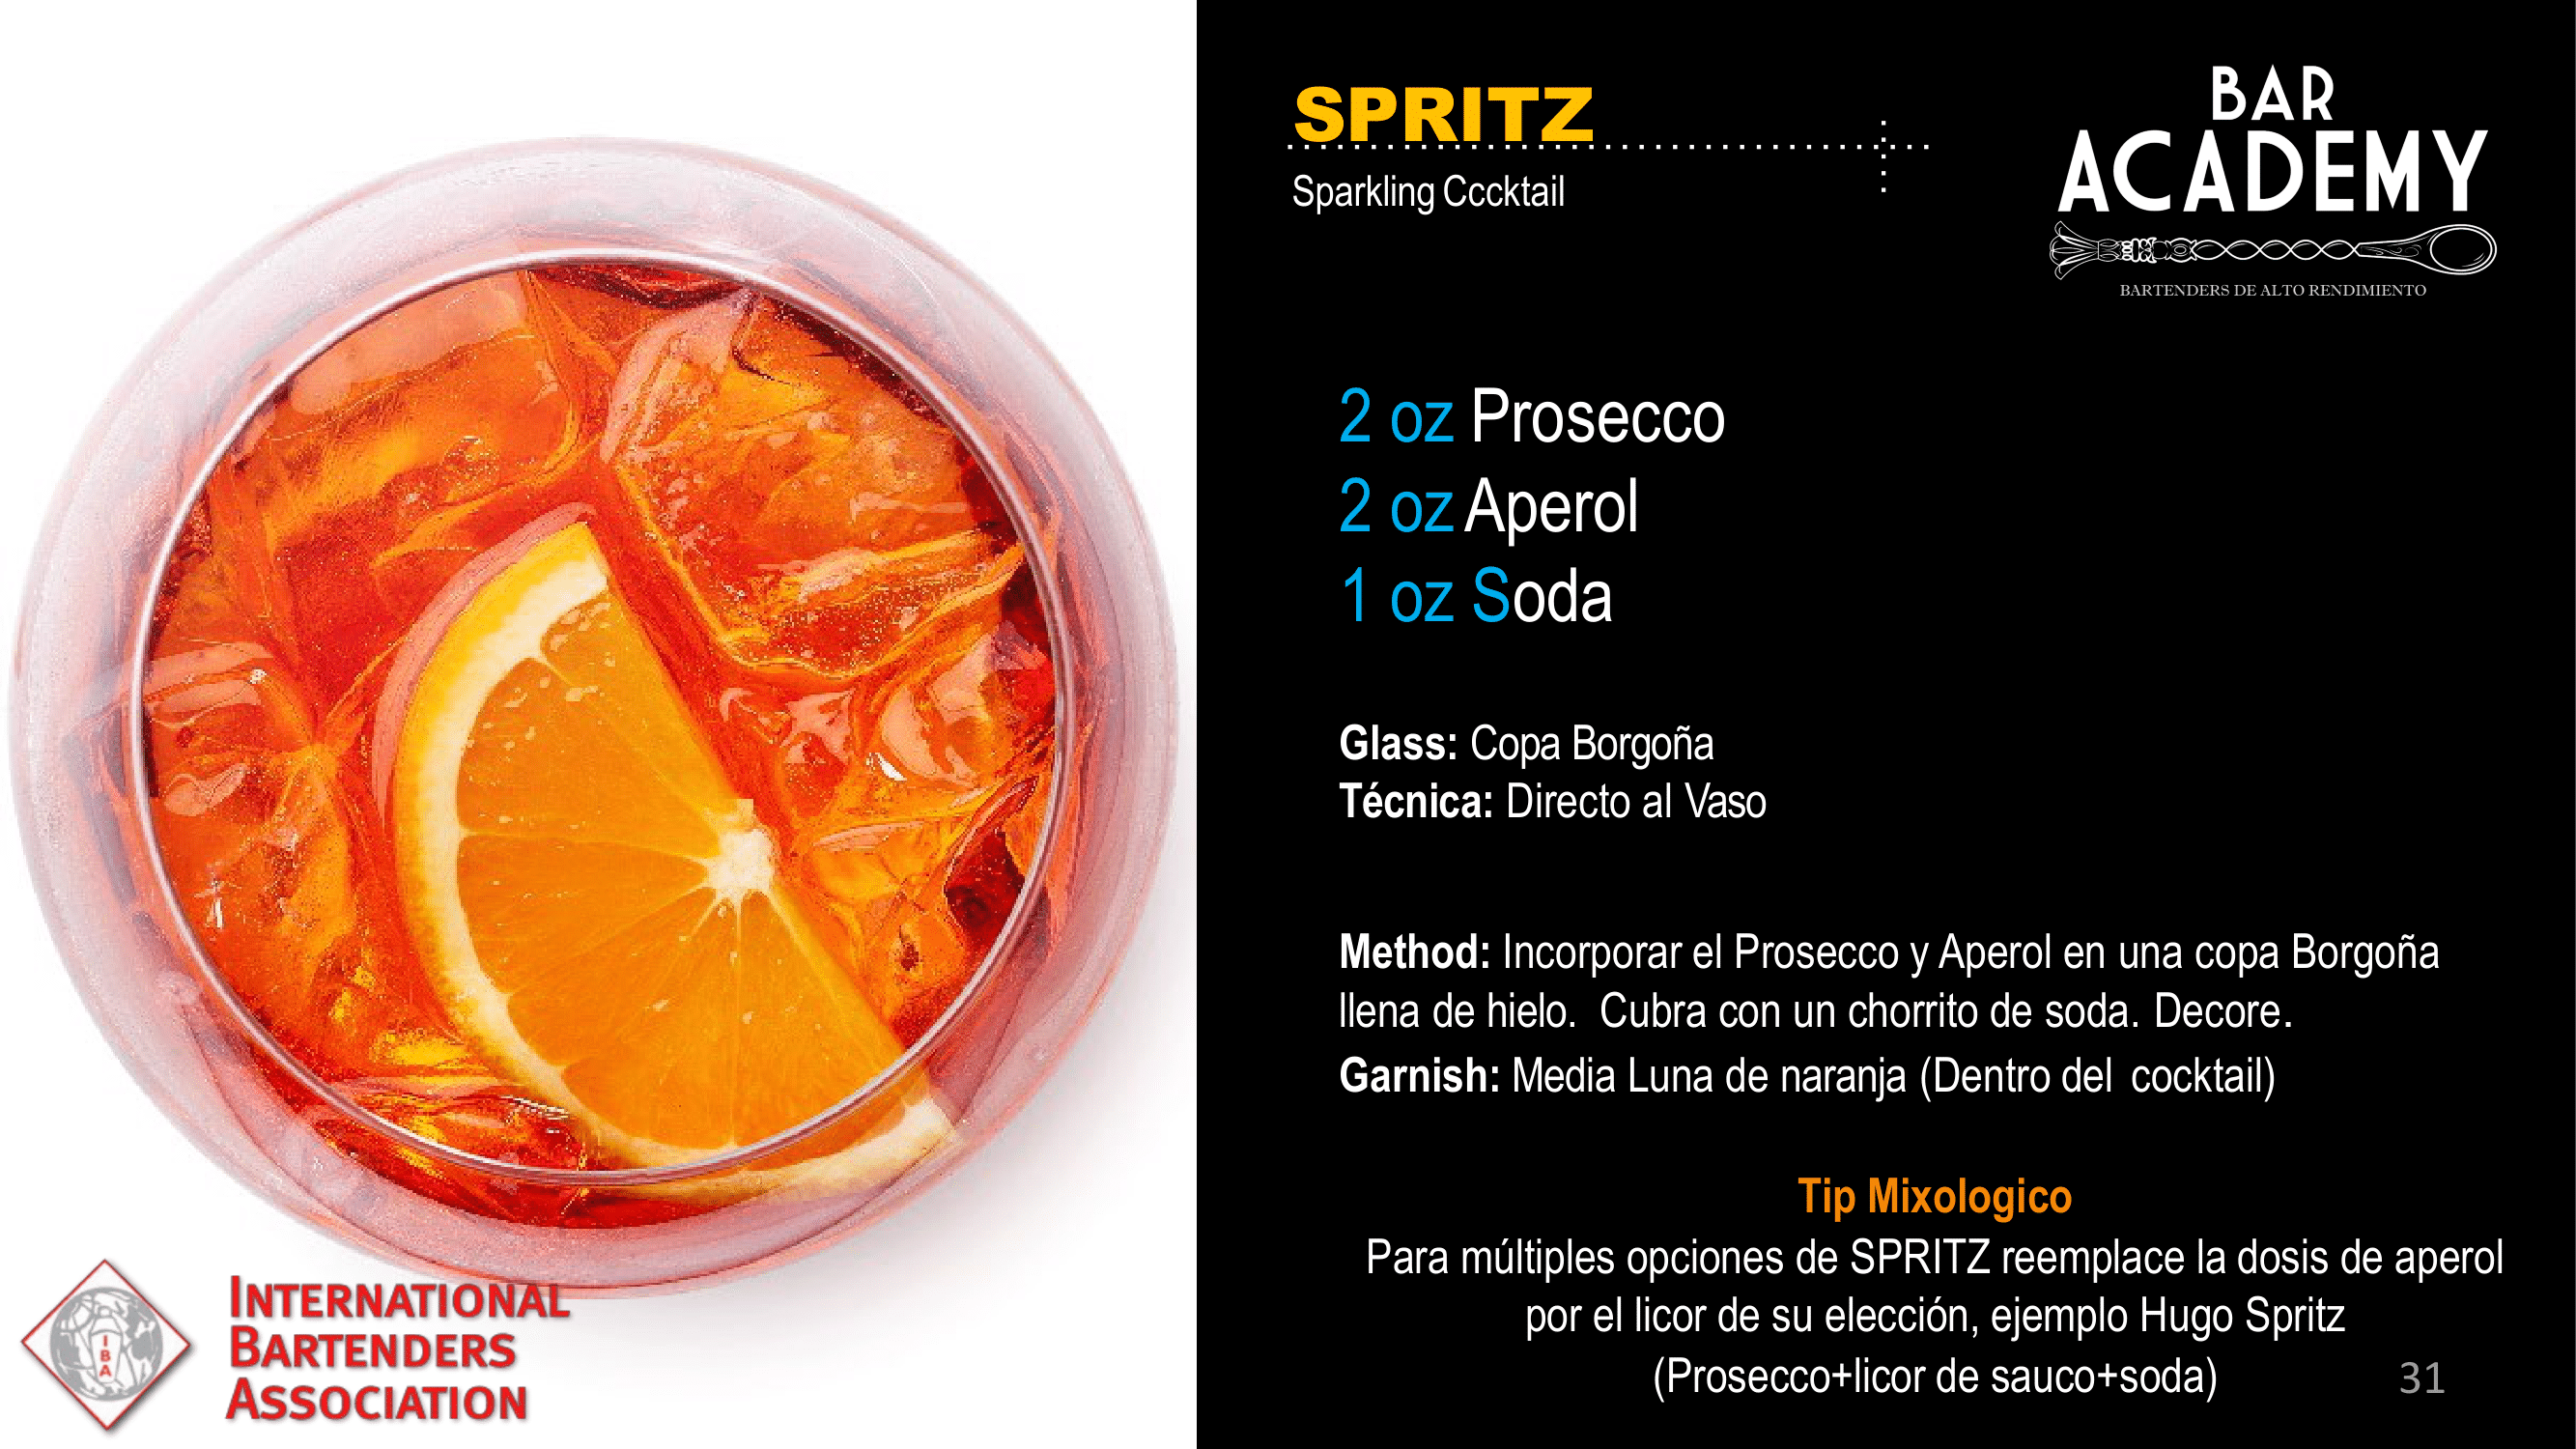 SPRITZ
Sparkling Cccktail
BAR
ACADEMY
BARTENDERS DE ALTO RENDIMIENTO
2 oz Prosecco
2 oz Aperol
1 oz Soda
Glass: Copa Borgoña
Técnica: Directo al Vaso
Method: Incorporar el Prosecco y Aperol en una copa Borgoña
llena de hielo. Cubra con un chorrito de soda. Decore.
Garnish: Media Luna de naranja (Dentro del cocktail)
Tip Mixologico
Para múltiples opciones de SPRITZ reemplace la dosis de aperol
por el licor de su elección, ejemplo Hugo Spritz
(Prosecco+licor de sauco+soda)
31
IBA
INTERNATIONAL
BARTENDERS
ASSOCIATION